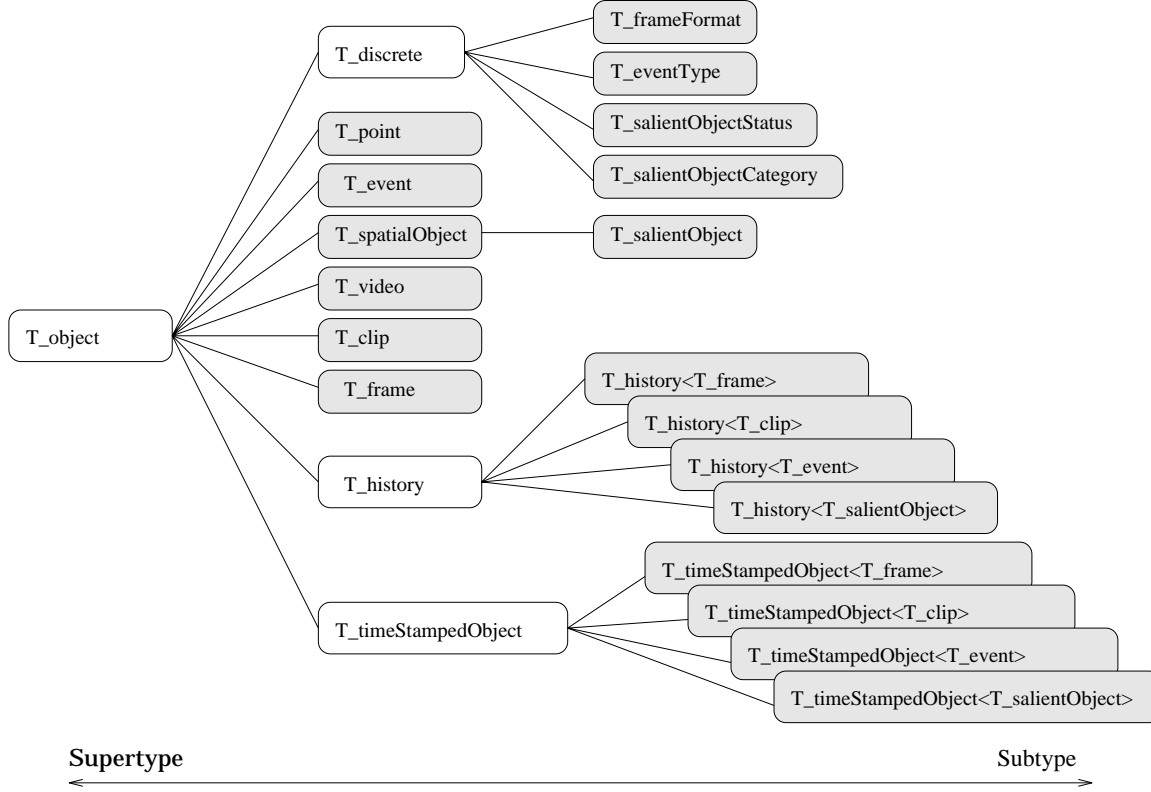 T_frameFormat
T_discrete
T_eventType
T_salientObjectStatus
T_point
T_salientObjectCategory
T_event
T_spatialObject
T_salientObject
T_video
T_object
T_clip
T_frame
T_history<T_frame>
T_history<T_clip>
T_history<T_event>
T_history
T_history<T_salientObject>
T_timeStampedObject<T_frame>
T_timeStampedObject<T_clip>
T_timeStampedObject
T_timeStampedObject<T_event>
T_timeStampedObject<T_salientObject>
Supertype
Subtype